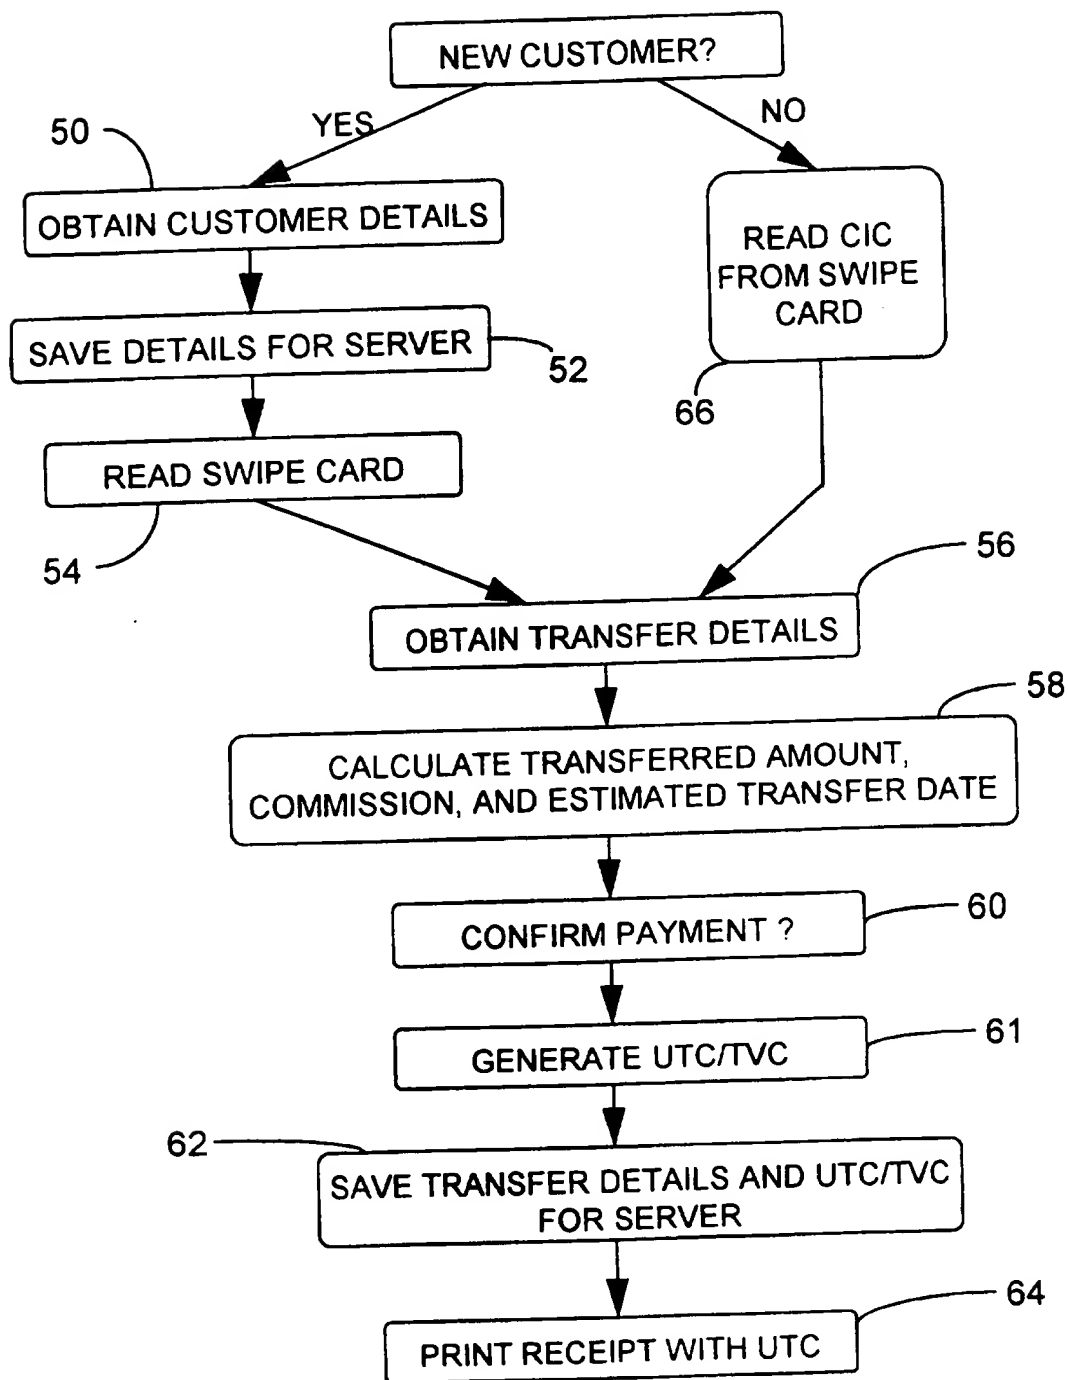 NEW CUSTOMER?
YES
NO
50
OBTAIN CUSTOMER DETAILS
READ CIC
FROM SWIPE
CARD
SAVE DETAILS FOR SERVER
52
66
READ SWIPE CARD
54
56
OBTAIN TRANSFER DETAILS
58
CALCULATE TRANSFERRED AMOUNT,
COMMISSION, AND ESTIMATED TRANSFER DATE
60
CONFIRM PAYMENT ?
61
GENERATE UTC/TVC
62
SAVE TRANSFER DETAILS AND UTC/TVC
FOR SERVER
64
PRINT RECEIPT WITH UTC